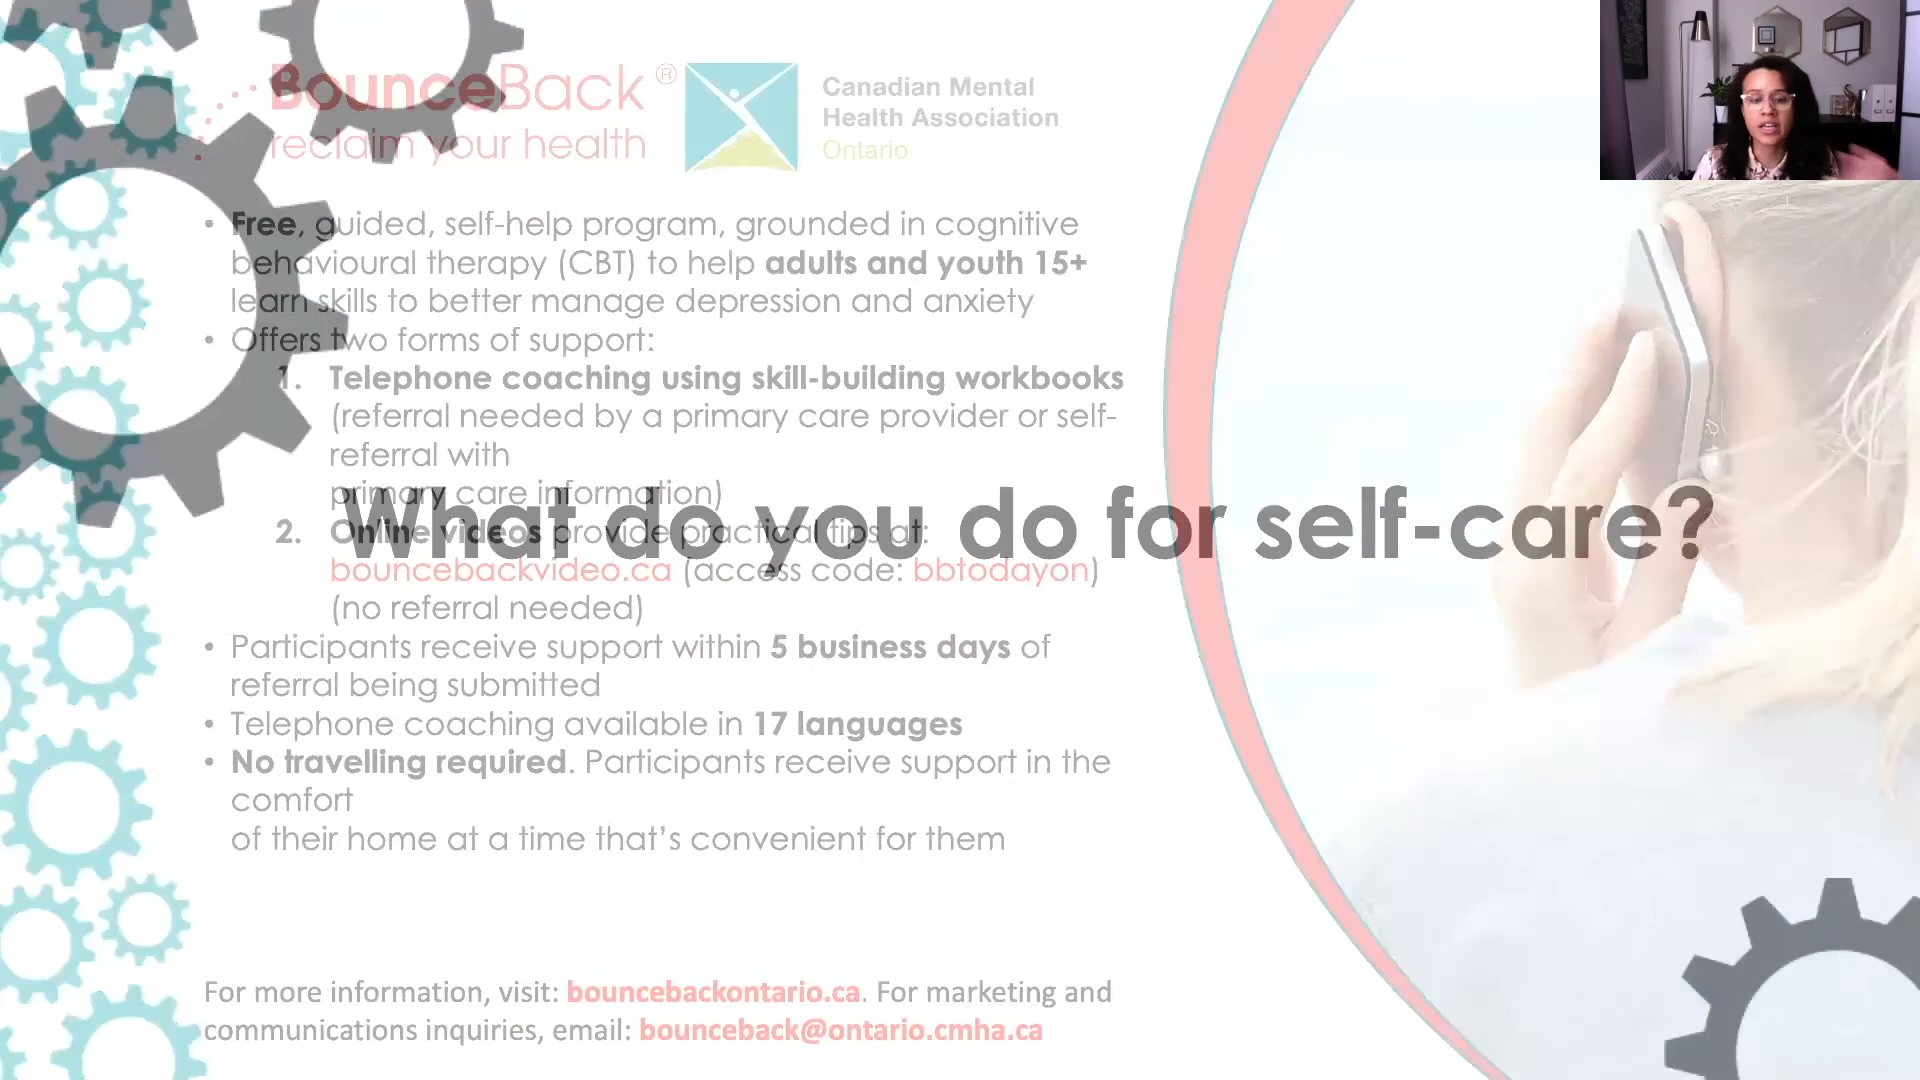 BounceBack®
reclaim your health
Canadian Mental
Health Association
Ontario
• Free, guided, self-help program, grounded in cognitive
behavioural therapy (CBT) to help adults and youth 15+
learn skills to better manage depression and anxiety
• Offers two forms of support:
1. Telephone coaching using skill-building workbooks
(referral needed by a primary care provider or self-
referral with
primary care information)
What do you do for self-care?
2. Online videos provide practical tips at:
bouncebackvideo.ca (access code: bbtodayon)
(no referral needed)
• Participants receive support within 5 business days of
referral being submitted
• Telephone coaching available in 17 languages
• No travelling required. Participants receive support in the
comfort
of their home at a time that's convenient for them
For more information, visit: bouncebackontario.ca. For marketing and
communications inquiries, email: bounceback@ontario.cmha.ca